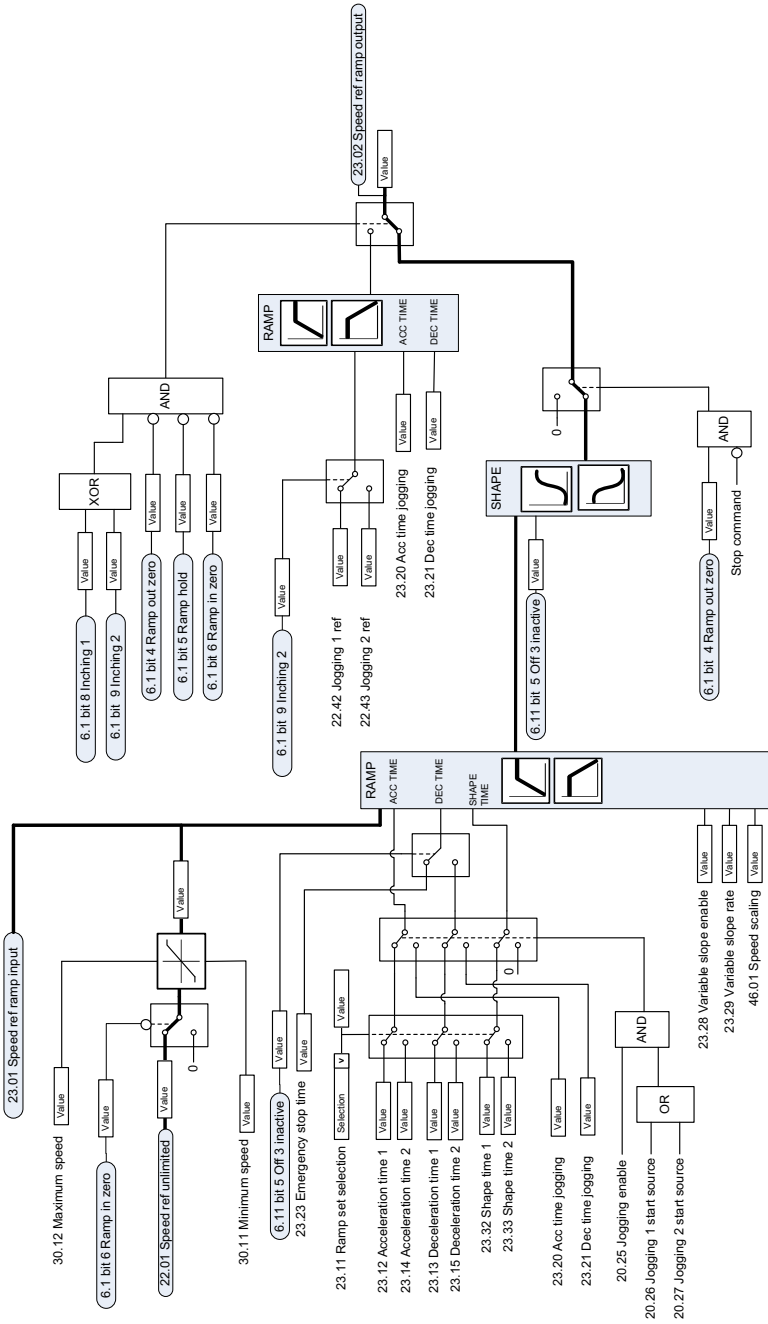 23.01 Speed ref ramp input
30.12 Maximum speed
Value
6.1 bit 6 Ramp in zero
Value
22.01 Speed ref unlimited
Value
0
Value
30.11 Minimum speed
Value
6.11 bit 5 Off 3 inactive
Value
23.23 Emergency stop time
Value
23.11 Ramp set selection
Selection
v
Value
23.12 Acceleration time 1
Value
23.14 Acceleration time 2
Value
23.13 Deceleration time 1
Value
23.15 Deceleration time 2
Value
23.32 Shape time 1
Value
23.33 Shape time 2
Value
0
23.20 Acc time jogging
Value
23.21 Dec time jogging
Value
20.25 Jogging enable
20.26 Jogging 1 start source
20.27 Jogging 2 start source
OR
AND
RAMP
ACC TIME
DEC TIME
SHAPE
TIME
23.28 Variable slope enable
Value
23.29 Variable slope rate
Value
46.01 Speed scaling
Value
6.1 bit 8 Inching 1
Value
6.1 bit 9 Inching 2
Value
XOR
6.1 bit 4 Ramp out zero
Value
6.1 bit 5 Ramp hold
Value
6.1 bit 6 Ramp in zero
Value
AND
6.1 bit 9 Inching 2
Value
22.42 Jogging 1 ref
Value
22.43 Jogging 2 ref
Value
23.20 Acc time jogging
Value
23.21 Dec time jogging
Value
RAMP
ACC TIME
DEC TIME
6.11 bit 5 Off 3 inactive
Value
SHAPE
0
6.1 bit 4 Ramp out zero
Value
Stop command
AND
Value
23.02 Speed ref ramp output